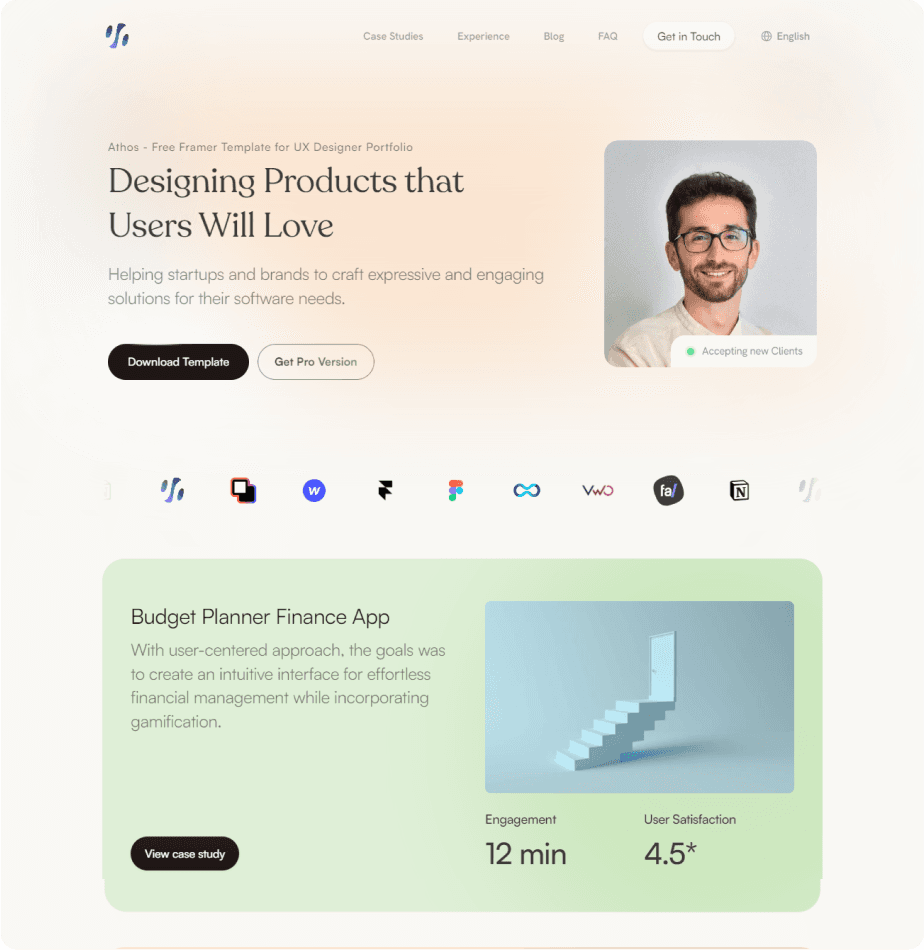 Case Studies
Experience
Blog
FAQ
Get in Touch
English
Athos - Free Framer Template for UX Designer Portfolio
Designing Products that
Users Will Love
Helping startups and brands to craft expressive and engaging
solutions for their software needs.
Download Template
Get Pro Version
Accepting new Clients
w
VWO
fa/
N
Budget Planner Finance App
With user-centered approach, the goals was
to create an intuitive interface for effortless
financial management while incorporating
gamification.
View case study
Engagement
User Satisfaction
12 min
4.5*